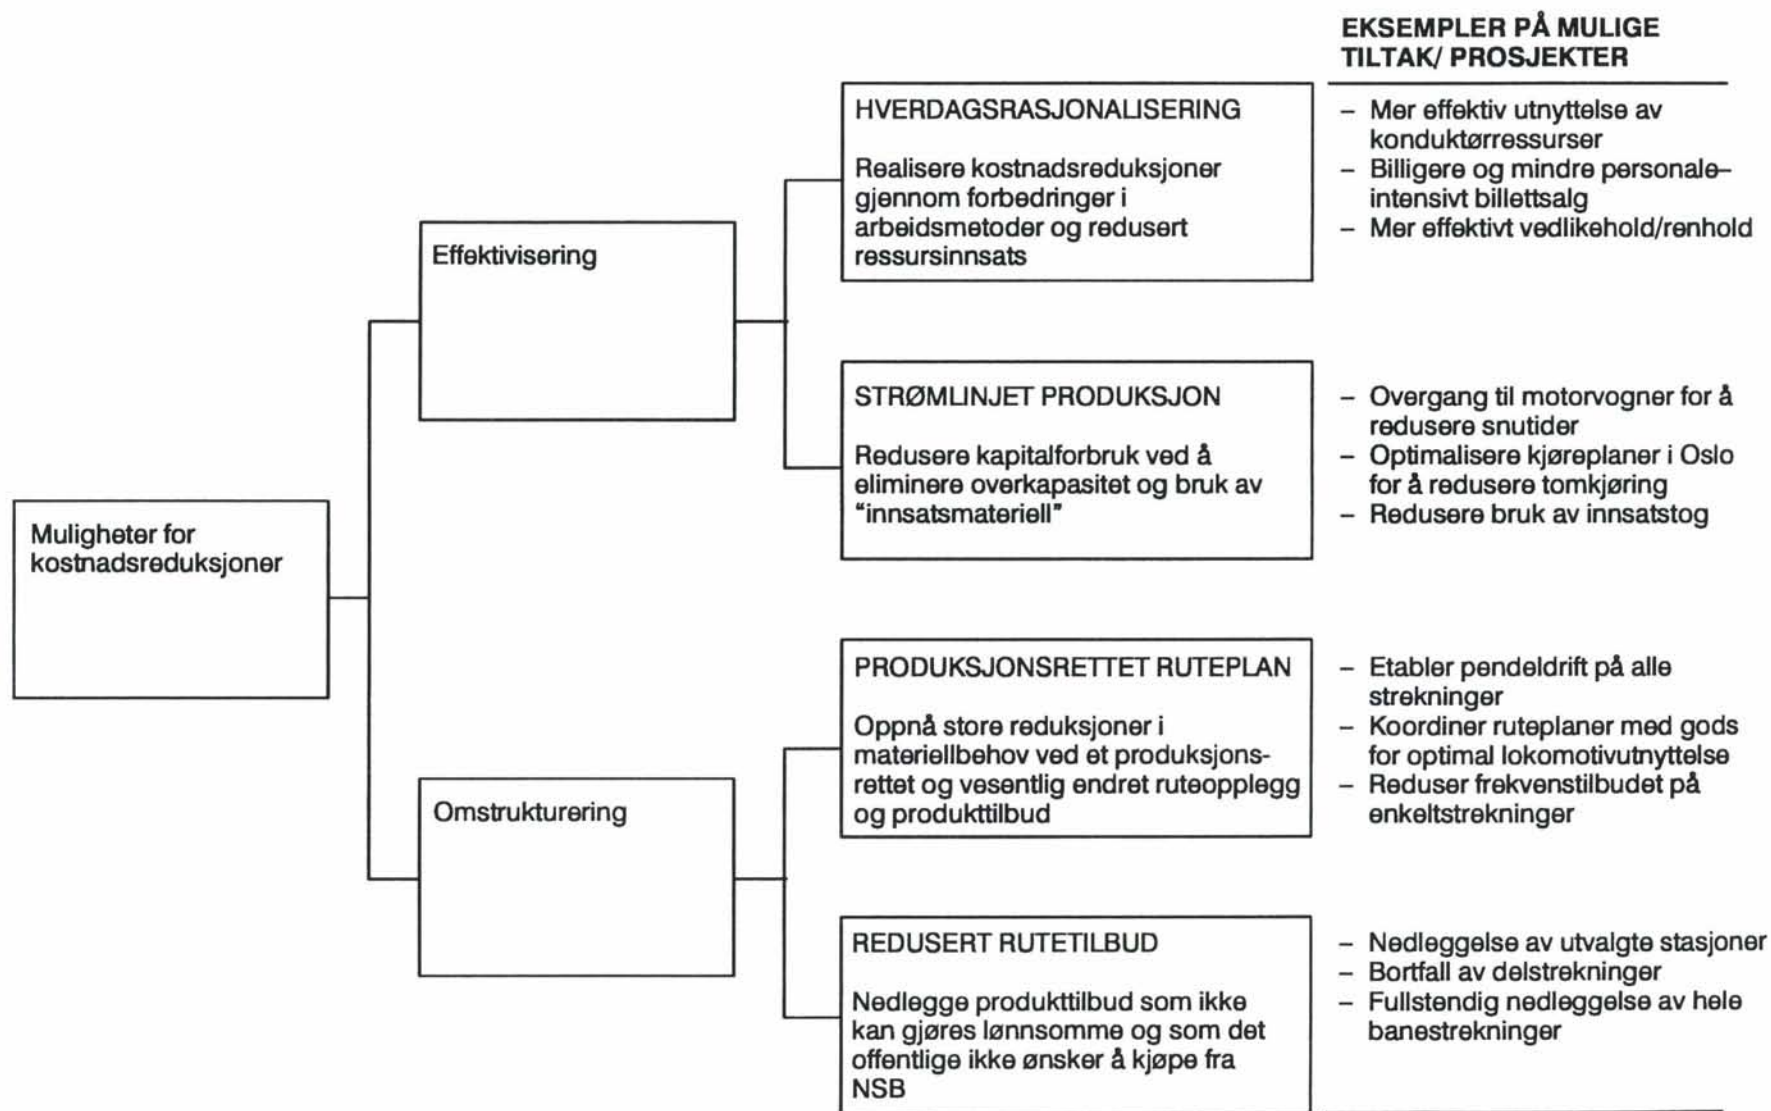 EKSEMPLER PÅ MULIGE
TILTAK/ PROSJEKTER
Muligheter for
kostnadsreduksjoner
Effektivisering
HVERDAGSRASJONALISERING
Realisere kostnadsreduksjoner
gjennom forbedringer i
arbeidsmetoder og redusert
ressursinnsats
– Mer effektiv utnyttelse av
konduktørressurser
– Billigere og mindre personale–
intensivt billettsalg
– Mer effektivt vedlikehold/renhold
STRØMLINJET PRODUKSJON
Redusere kapitalforbruk ved å
eliminere overkapasitet og bruk av
"innsatsmateriell"
– Overgang til motorvogner for å
redusere snutider
– Optimalisere kjøreplaner i Oslo
for å redusere tomkjøring
– Redusere bruk av innsatstog
Omstrukturering
PRODUKSJONSRETTET RUTEPLAN
Oppnå store reduksjoner i
materiellbehov ved et produksjons-
rettet og vesentlig endret ruteopplegg
og produkttilbud
– Etabler pendeldrift på alle
strekninger
– Koordiner ruteplaner med gods
for optimal lokomotivutnyttelse
– Reduser frekvenstilbudet på
enkeltstrekninger
REDUSERT RUTETILBUD
Nedlegge produkttilbud som ikke
kan gjøres lønnsomme og som det
offentlige ikke ønsker å kjøpe fra
NSB
– Nedleggelse av utvalgte stasjoner
– Bortfall av delstrekninger
– Fullstendig nedleggelse av hele
banestrekninger